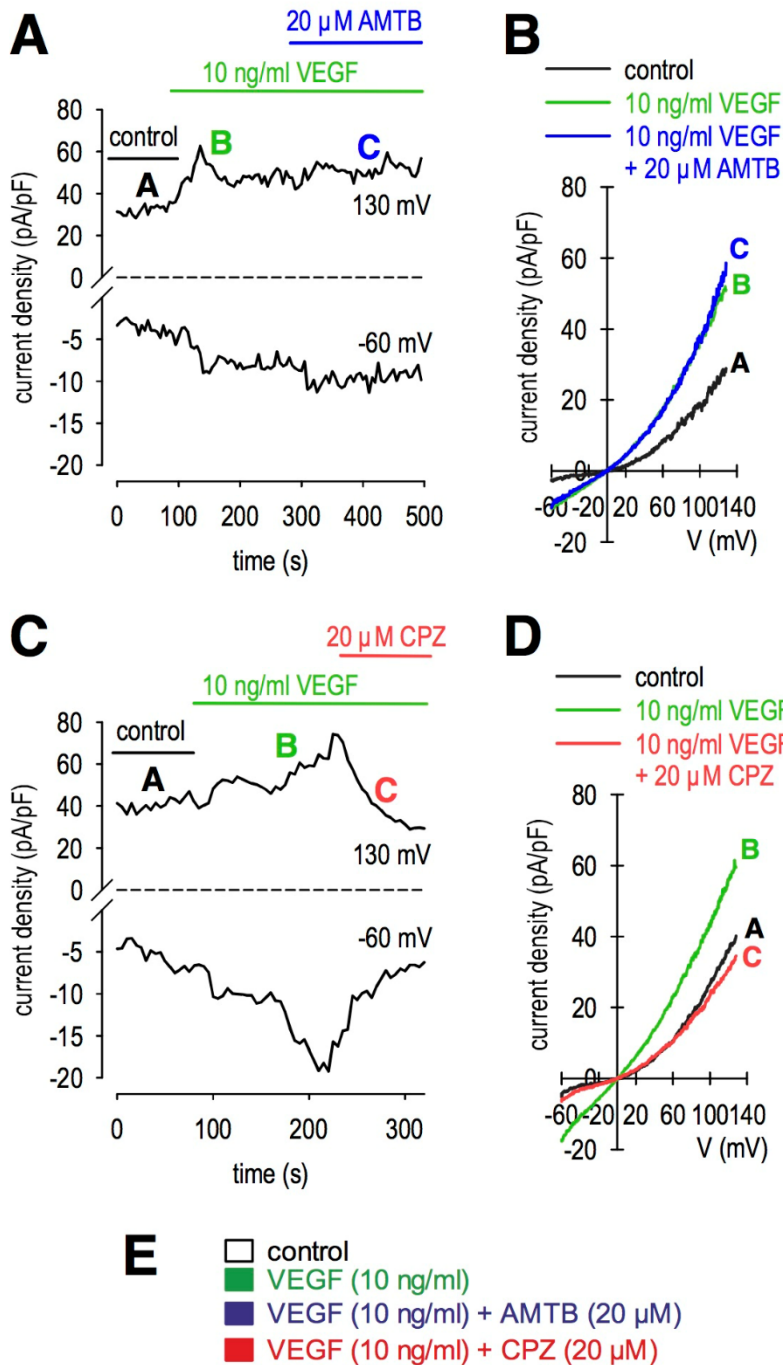 A
20 µM AMTB
10 ng/ml VEGF
control
A
B
C
130 mV
-60 mV
current density (pA/pF)
80
60
40
20
0
-5
-10
-15
-20
0 100 200 300 400 500
time (s)
B
control
10 ng/ml VEGF
10 ng/ml VEGF
+ 20 µM AMTB
C
B
A
current density (pA/pF)
80
60
40
20
0
-20
-60 -20 20 60 100 140
V (mV)
C
20 µM CPZ
10 ng/ml VEGF
control
A
B
C
130 mV
-60 mV
current density (pA/pF)
80
60
40
20
0
-5
-10
-15
-20
0 100 200 300
time (s)
D
control
10 ng/ml VEGF
10 ng/ml VEGF
+ 20 µM CPZ
B
A
C
current density (pA/pF)
80
60
40
20
0
-20
-60 -20 20 60 100 140
V (mV)
E
control
VEGF (10 ng/ml)
VEGF (10 ng/ml) + AMTB (20 µM)
VEGF (10 ng/ml) + CPZ (20 µM)